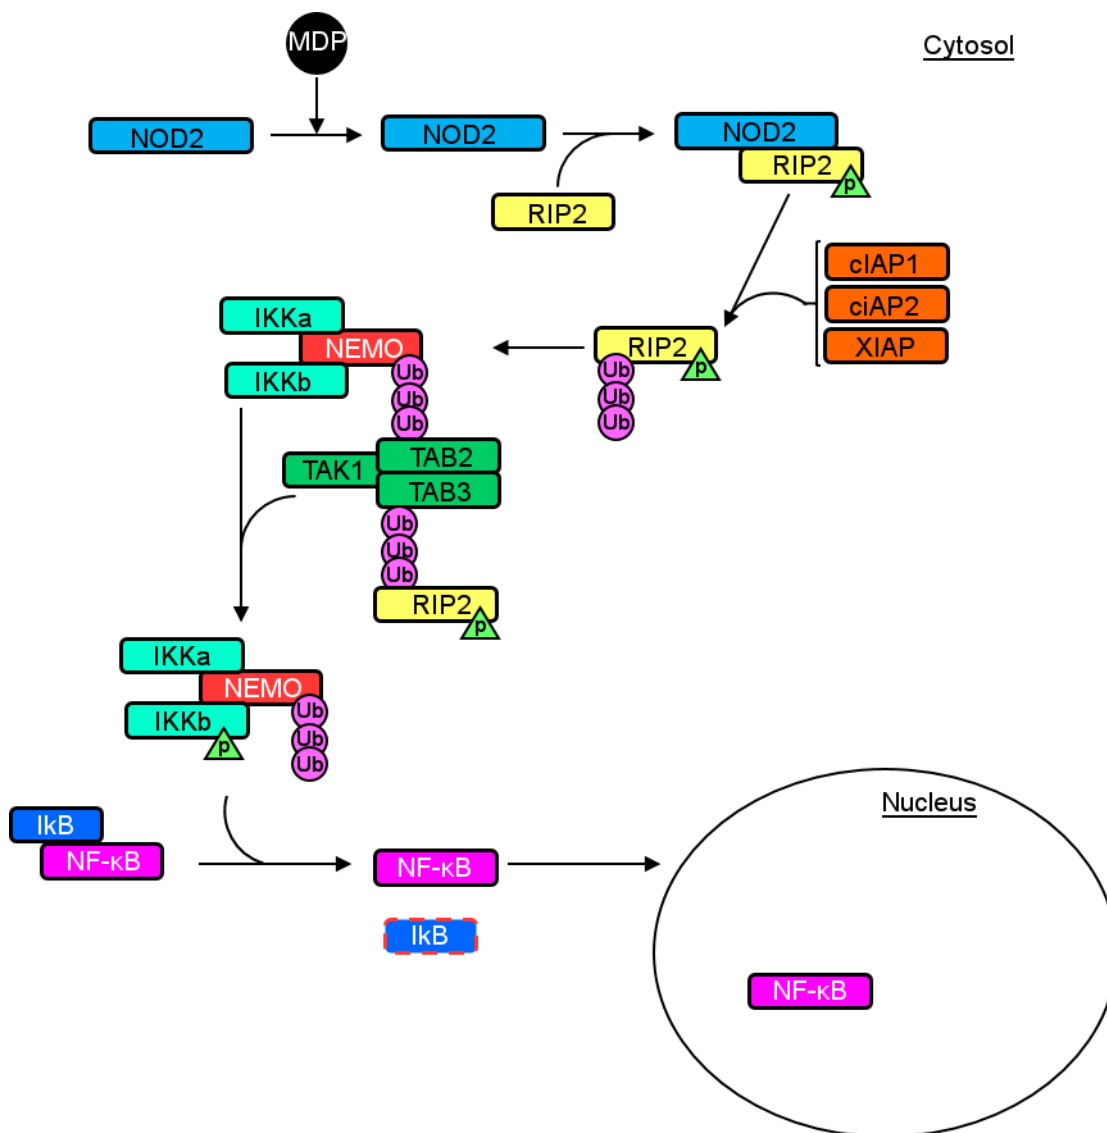 MDP
Cytosol
NOD2
NOD2
NOD2
RIP2
p
RIP2
cIAP1
ciAP2
XIAP
IKKa
NEMO
IKKb
Ub
Ub
Ub
RIP2
p
Ub
Ub
Ub
TAK1
TAB2
TAB3
Ub
Ub
Ub
RIP2
p
IKKa
NEMO
IKKb
p
Ub
Ub
Ub
Nucleus
IkB
NF-κB
NF-κB
IkB
NF-κB